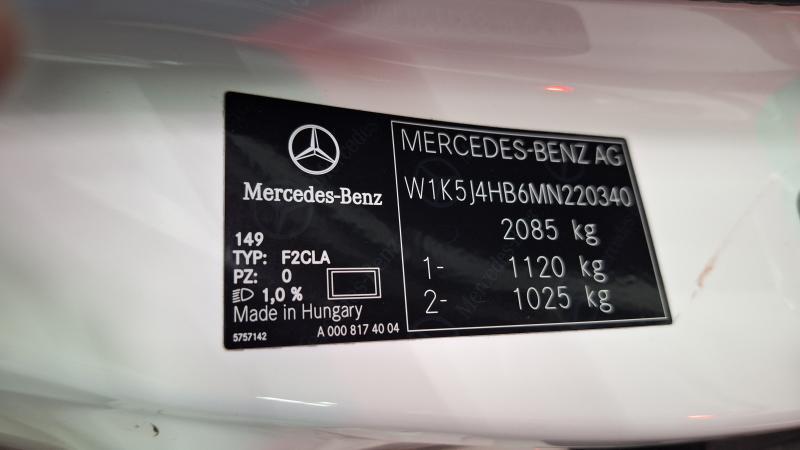 Mercedes-Benz
149
TYP: F2CLA
PZ: 0
1,0 %
Made in Hungary
5757142
A 000 817 40 04
MERCEDES-BENZ AG
W1K5J4HB6MN220340
2085 kg
1- 1120 kg
2- 1025 kg